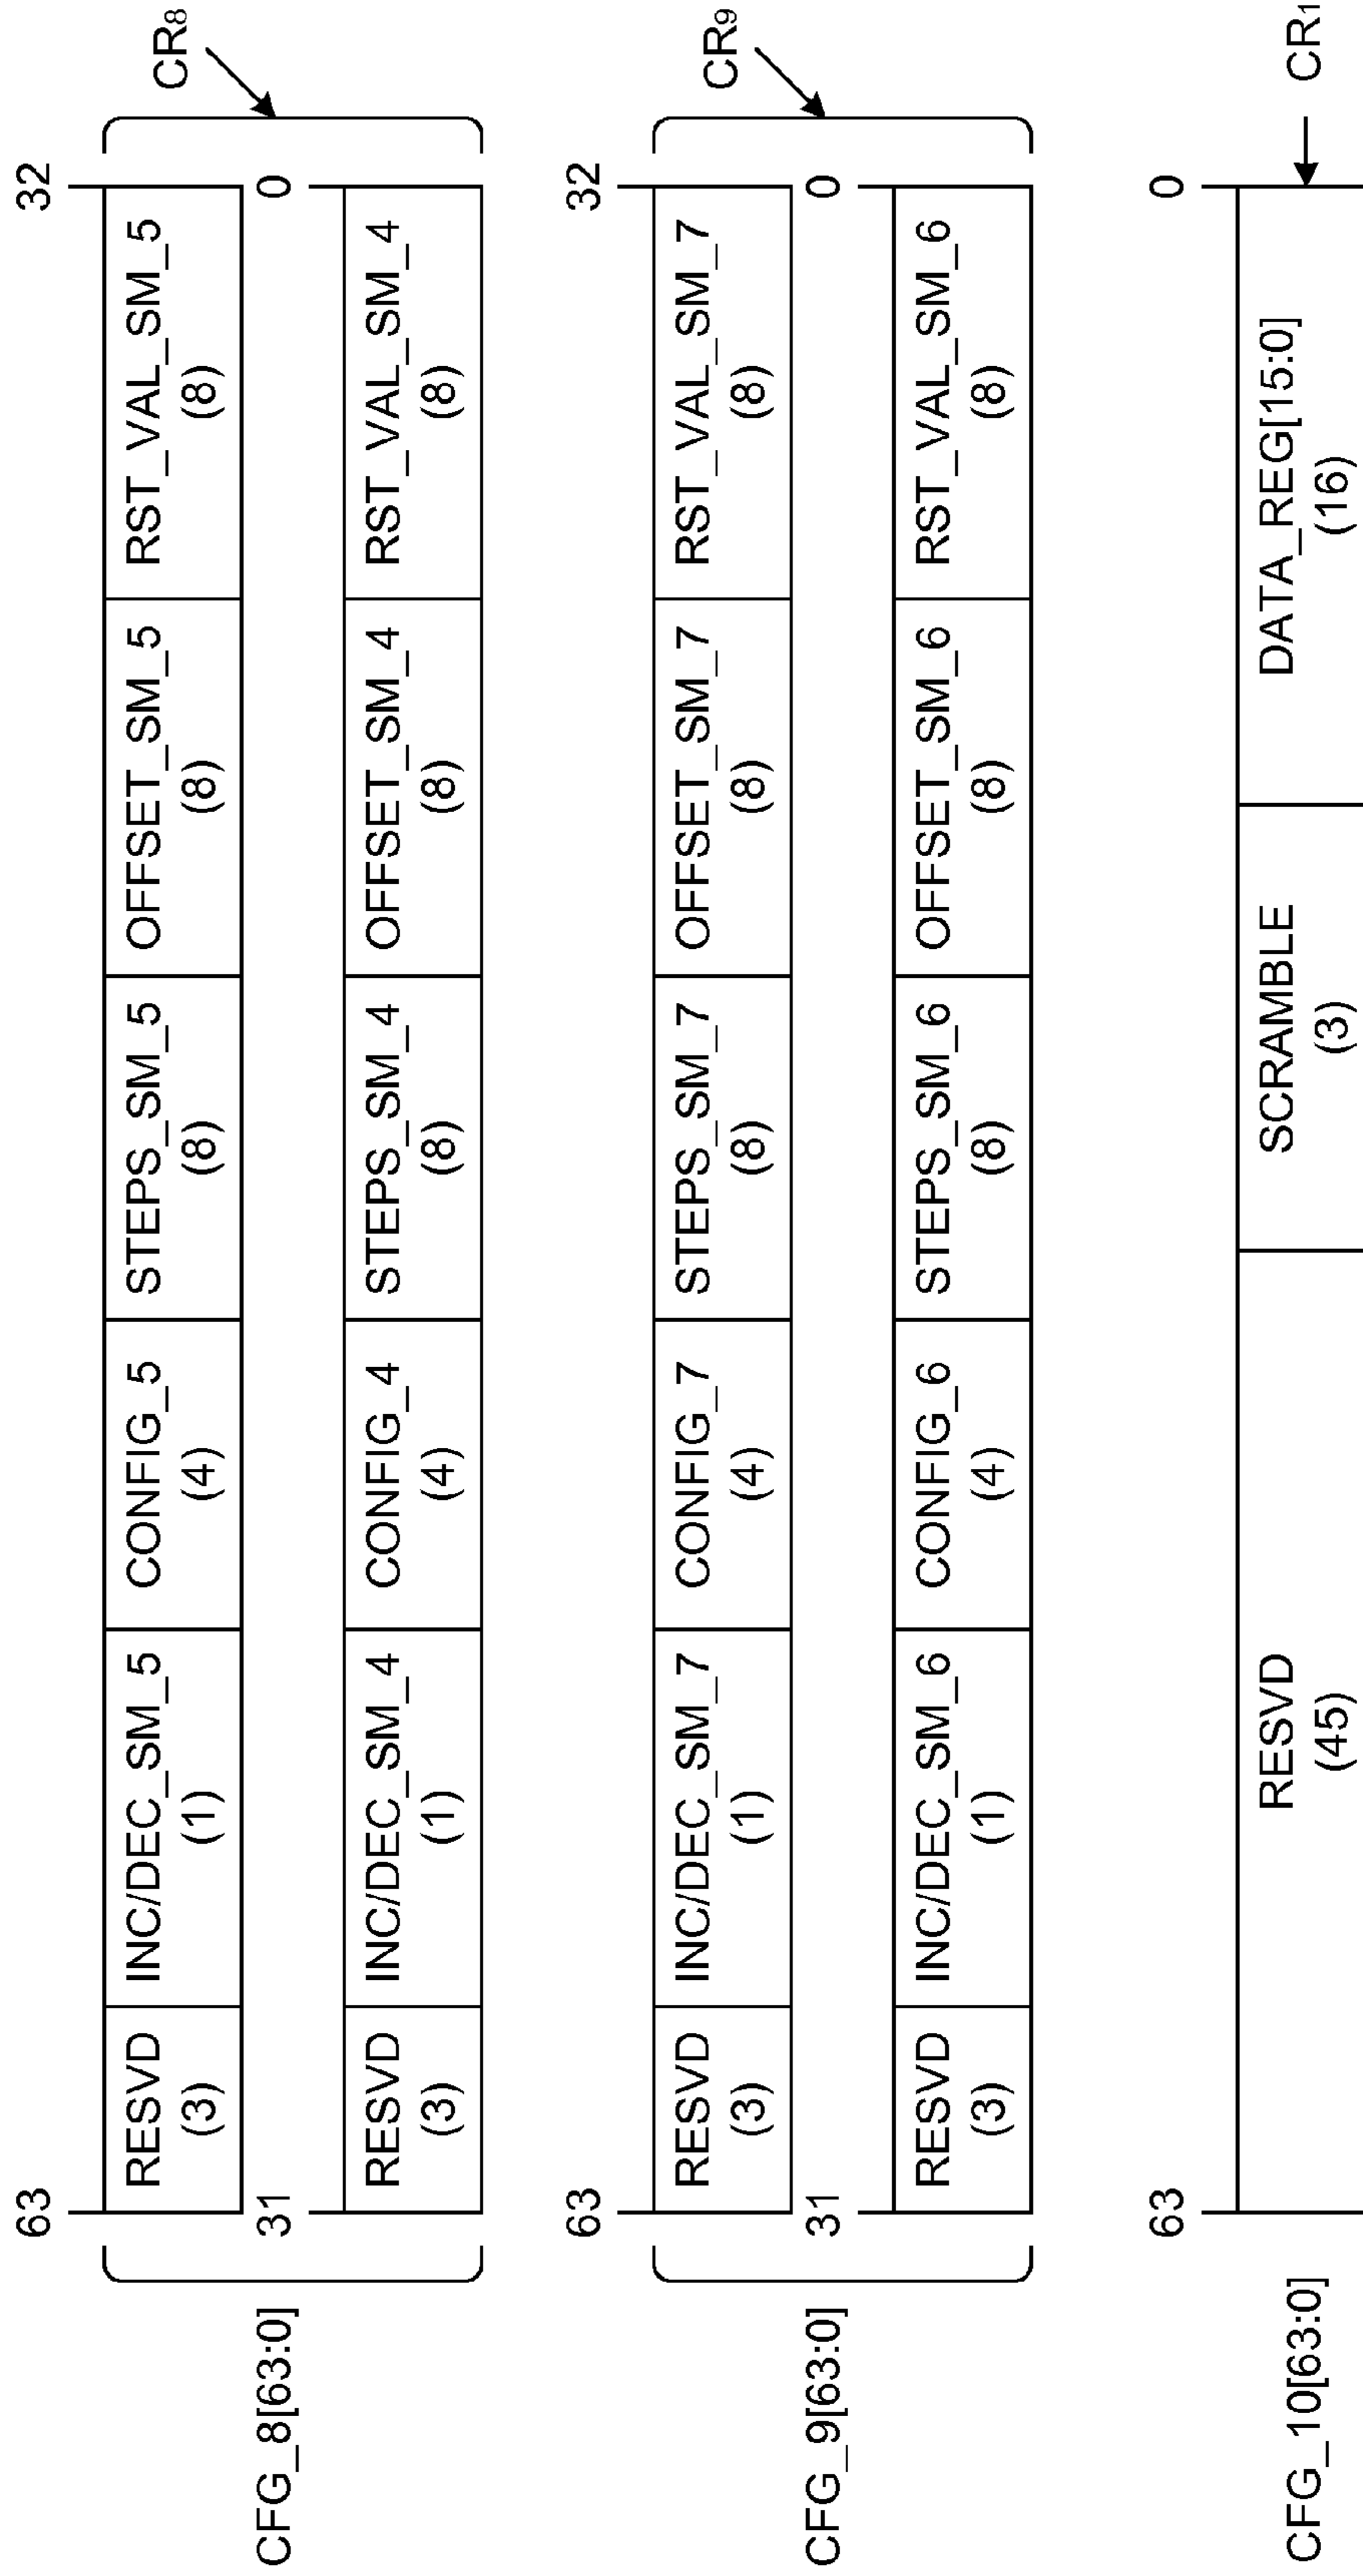 63
32
RESVD
(3)
INC/DEC_SM_5
(1)
CONFIG_5
(4)
STEPS_SM_5
(8)
OFFSET_SM_5
(8)
RST_VAL_SM_5
(8)
CR8
CFG_8[63:0]
31
0
RESVD
(3)
INC/DEC_SM_4
(1)
CONFIG_4
(4)
STEPS_SM_4
(8)
OFFSET_SM_4
(8)
RST_VAL_SM_4
(8)
63
32
RESVD
(3)
INC/DEC_SM_7
(1)
CONFIG_7
(4)
STEPS_SM_7
(8)
OFFSET_SM_7
(8)
RST_VAL_SM_7
(8)
CR9
CFG_9[63:0]
31
0
RESVD
(3)
INC/DEC_SM_6
(1)
CONFIG_6
(4)
STEPS_SM_6
(8)
OFFSET_SM_6
(8)
RST_VAL_SM_6
(8)
63
0
CFG_10[63:0]
RESVD
(45)
SCRAMBLE
(3)
DATA_REG[15:0]
(16)
CR1